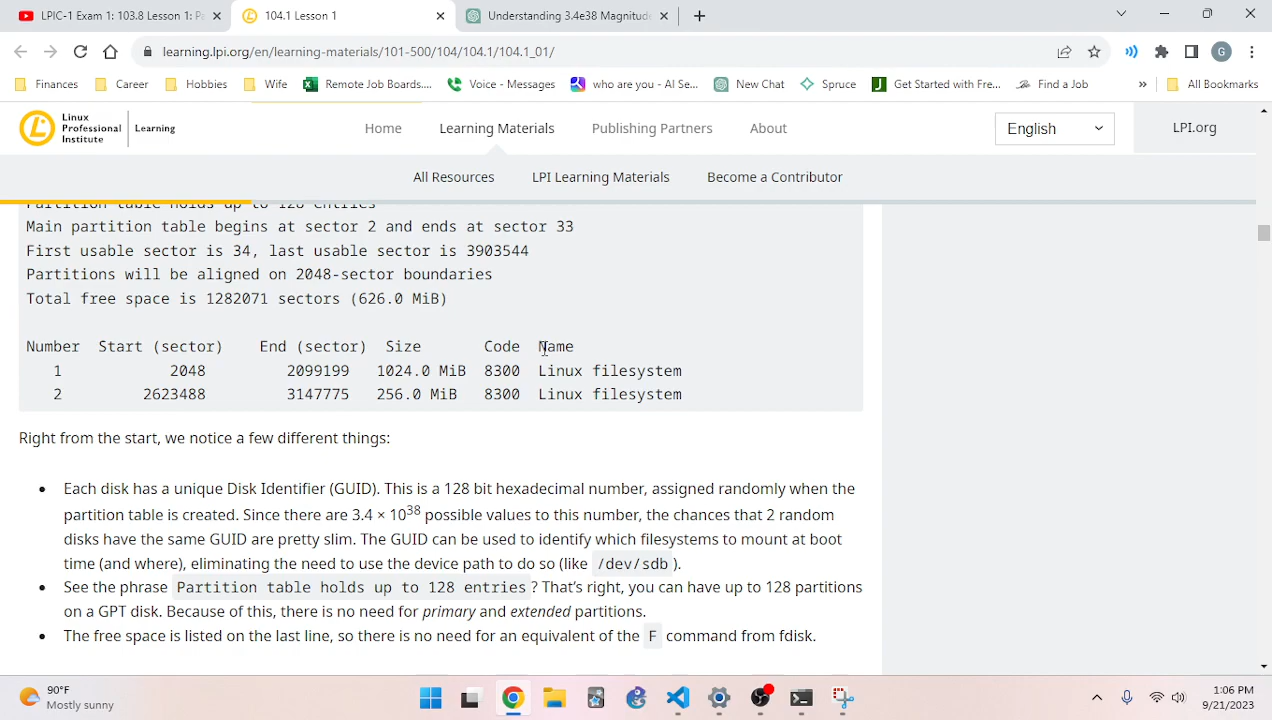 LPIC-1 Exam 1: 103.8 Lesson 1: Pa
104.1 Lesson 1
Understanding 3.4e38 Magnitude
learning.lpi.org/en/learning-materials/101-500/104/104.1/104.1_01/
G
Finances
Career
Hobbies
Wife
Remote Job Boards....
Voice - Messages
who are you - AI Se...
New Chat
Spruce
Get Started with Fre...
Find a Job
»
All Bookmarks
Linux
Professional
Institute
Learning
Home
Learning Materials
Publishing Partners
About
English
LPI.org
All Resources
LPI Learning Materials
Become a Contributor
Partition table holds up to 128 entries
Main partition table begins at sector 2 and ends at sector 33
First usable sector is 34, last usable sector is 3903544
Partitions will be aligned on 2048-sector boundaries
Total free space is 1282071 sectors (626.0 MiB)
Number Start (sector) End (sector) Size Code Name
1 2048 2099199 1024.0 MiB 8300 Linux filesystem
2 2623488 3147775 256.0 MiB 8300 Linux filesystem
Right from the start, we notice a few different things:
• Each disk has a unique Disk Identifier (GUID). This is a 128 bit hexadecimal number, assigned randomly when the
partition table is created. Since there are 3.4 × 10³⁸ possible values to this number, the chances that 2 random
disks have the same GUID are pretty slim. The GUID can be used to identify which filesystems to mount at boot
time (and where), eliminating the need to use the device path to do so (like /dev/sdb ).
• See the phrase Partition table holds up to 128 entries ? That's right, you can have up to 128 partitions
on a GPT disk. Because of this, there is no need for primary and extended partitions.
• The free space is listed on the last line, so there is no need for an equivalent of the F command from fdisk.
90°F
Mostly sunny
1:06 PM
9/21/2023